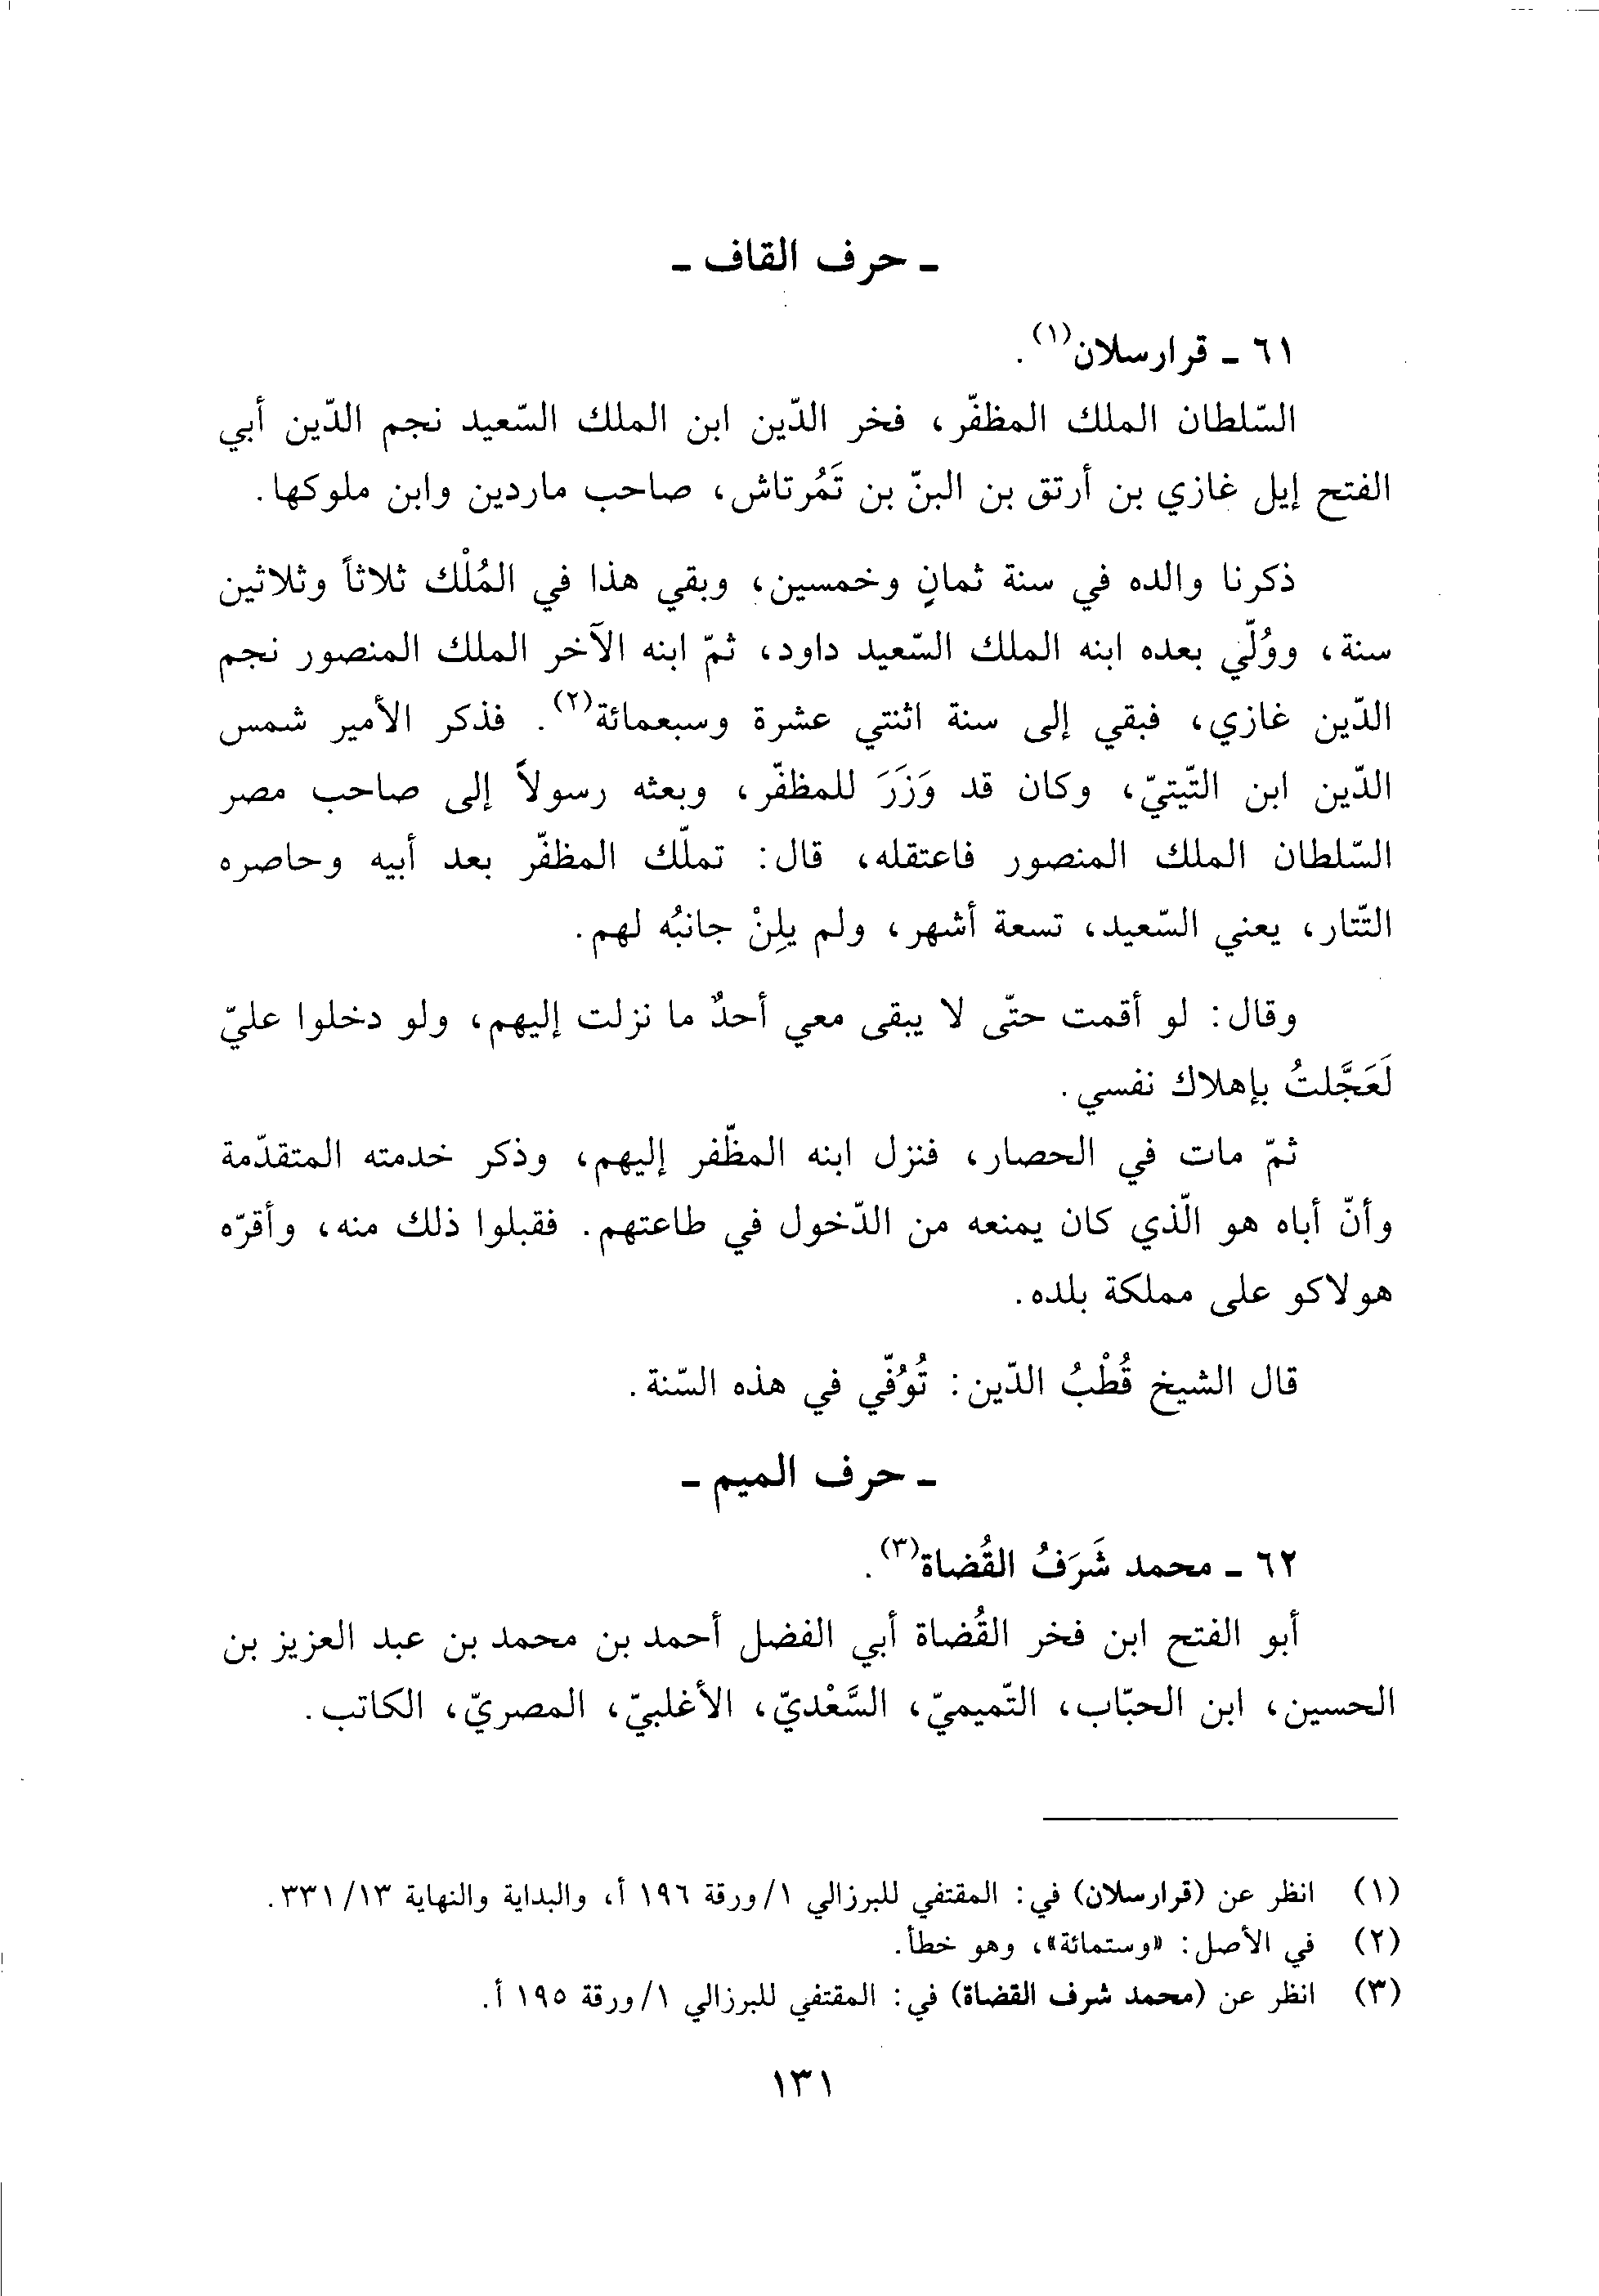 ـ حرف القاف ـ
٦١ ـ قرارسلان(١).
السّلطان الملك المظفّر، فخر الدّين ابن الملك السّعيد نجم الدّين أبي
الفتح إيل غازي بن أرتق بن البنّ بن تَمُرتاش، صاحب ماردين وابن ملوكها.
ذكرنا والده في سنة ثمانٍ وخمسين، وبقي هذا في المُلْك ثلاثاً وثلاثين
سنة، ووُلّي بعده ابنه الملك السّعيد داود، ثمّ ابنه الآخر الملك المنصور نجم
الدّين غازي، فبقي إلى سنة اثنتي عشرة وسبعمائة(٢). فذكر الأمير شمس
الدّين ابن التّيتيّ، وكان قد وَزَرَ للمظفّر، وبعثه رسولاً إلى صاحب مصر
السّلطان الملك المنصور فاعتقله، قال: تملّك المظفّر بعد أبيه وحاصره
التّتار، يعني السّعيد، تسعة أشهر، ولم يلِنْ جانبُه لهم.
وقال: لو أقمت حتّى لا يبقى معي أحدٌ ما نزلت إليهم، ولو دخلوا عليّ
لَعَجَّلتُ بإهلاك نفسي.
ثمّ مات في الحصار، فنزل ابنه المظّفر إليهم، وذكر خدمته المتقدّمة
وأنّ أباه هو الّذي كان يمنعه من الدّخول في طاعتهم. فقبلوا ذلك منه، وأقرّه
هولاكو على مملكة بلده.
قال الشيخ قُطْبُ الدّين: تُوُفّي في هذه السّنة.
ـ حرف الميم ـ
٦٢ ـ محمد شَرَفُ القُضاة(٣).
أبو الفتح ابن فخر القُضاة أبي الفضل أحمد بن محمد بن عبد العزيز بن
الحسين، ابن الحبّاب، التّميميّ، السَّعْديّ، الأغلبيّ، المصريّ، الكاتب.
(١) انظر عن (قرارسلان) في: المقتفي للبرزالي ١/ورقة ١٩٦ أ، والبداية والنهاية ١٣/ ٣٣١.
(٢) في الأصل: «وستمائة»، وهو خطأ.
(٣) انظر عن (محمد شرف القضاة) في: المقتفي للبرزالي ١/ورقة ١٩٥ أ.
١٣١